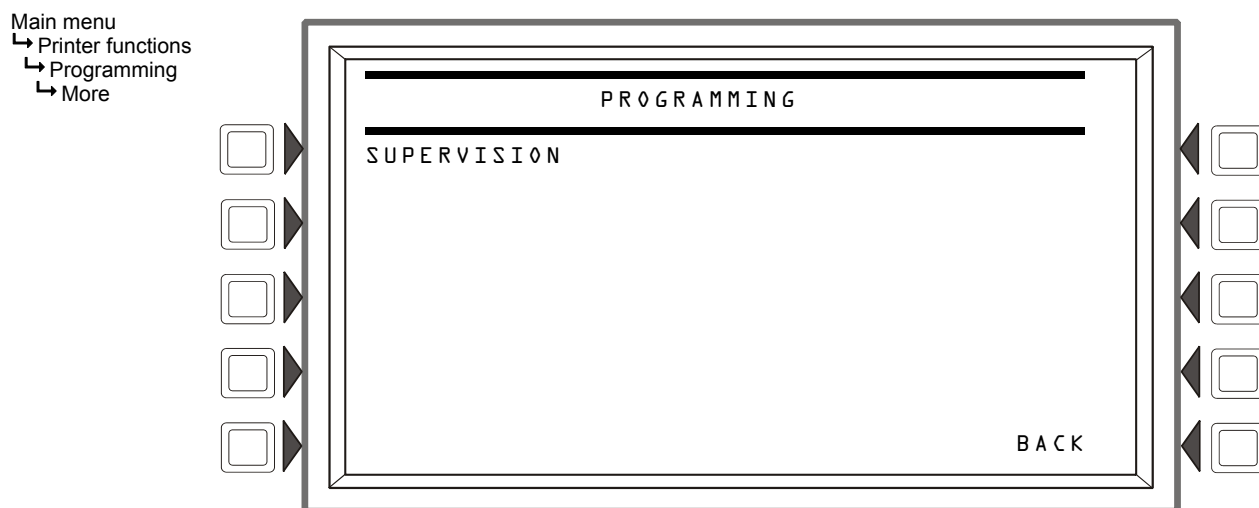 Main menu
Printer functions
Programming
More
PROGRAMMING
SUPERVISION
BACK